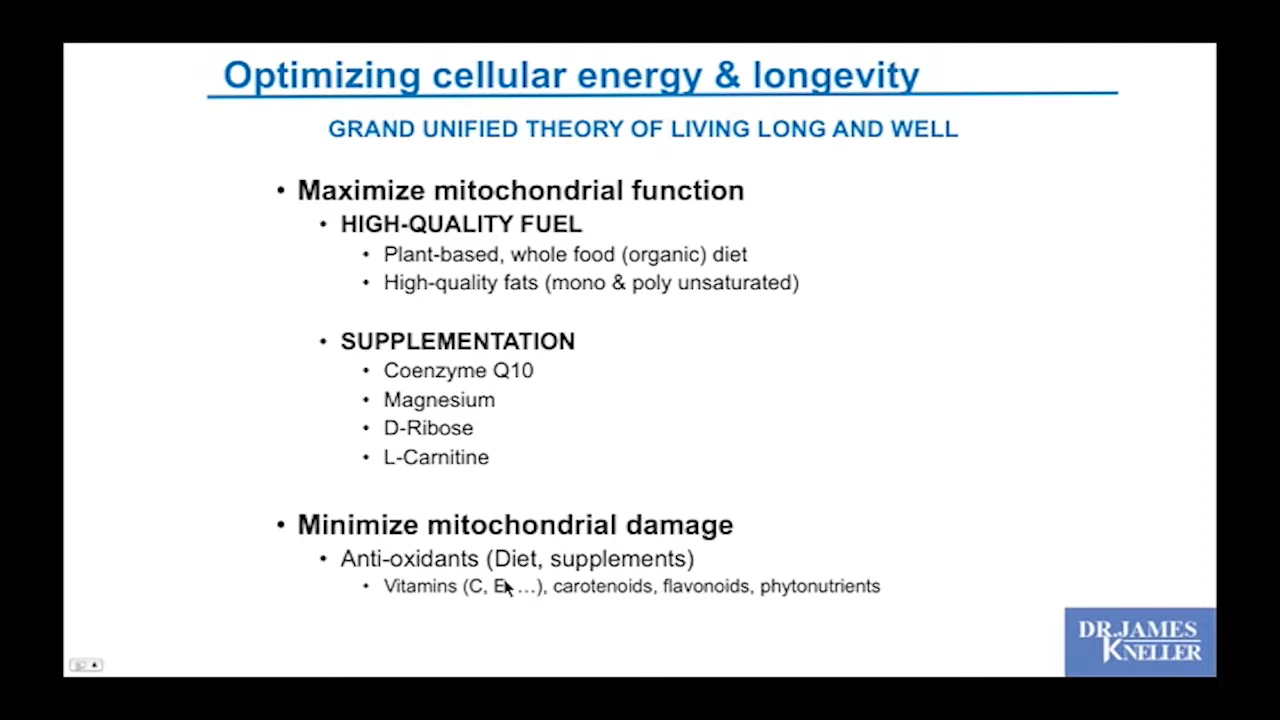 Optimizing cellular energy & longevity
GRAND UNIFIED THEORY OF LIVING LONG AND WELL
• Maximize mitochondrial function
• HIGH-QUALITY FUEL
• Plant-based, whole food (organic) diet
• High-quality fats (mono & poly unsaturated)
• SUPPLEMENTATION
• Coenzyme Q10
• Magnesium
• D-Ribose
• L-Carnitine
• Minimize mitochondrial damage
• Anti-oxidants (Diet, supplements)
• Vitamins (C, E, …), carotenoids, flavonoids, phytonutrients
DR.JAMES
KNELLER